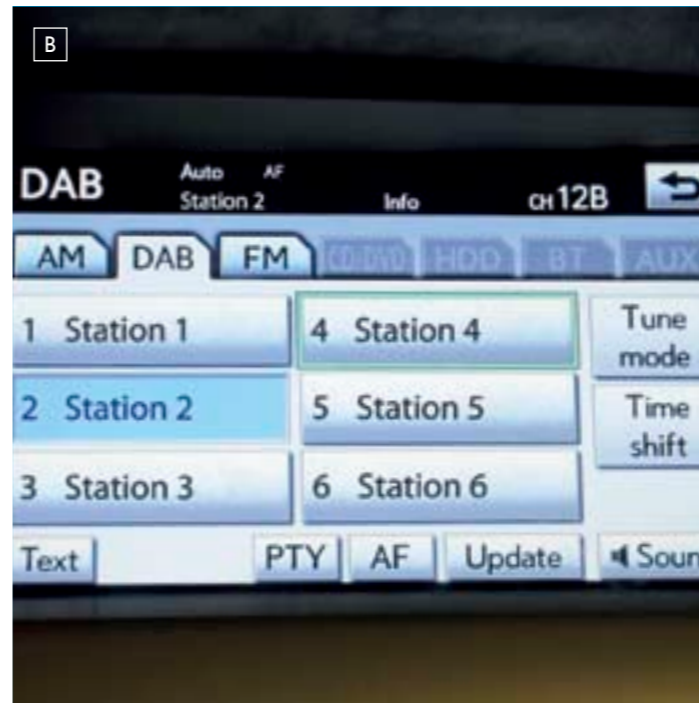 B
DAB Auto AF
Station 2 Info CH 12B
AM DAB FM CD·DVD HDD BT AUX
1 Station 1 4 Station 4 Tune mode
2 Station 2 5 Station 5 Time shift
3 Station 3 6 Station 6
Text PTY AF Update Soun